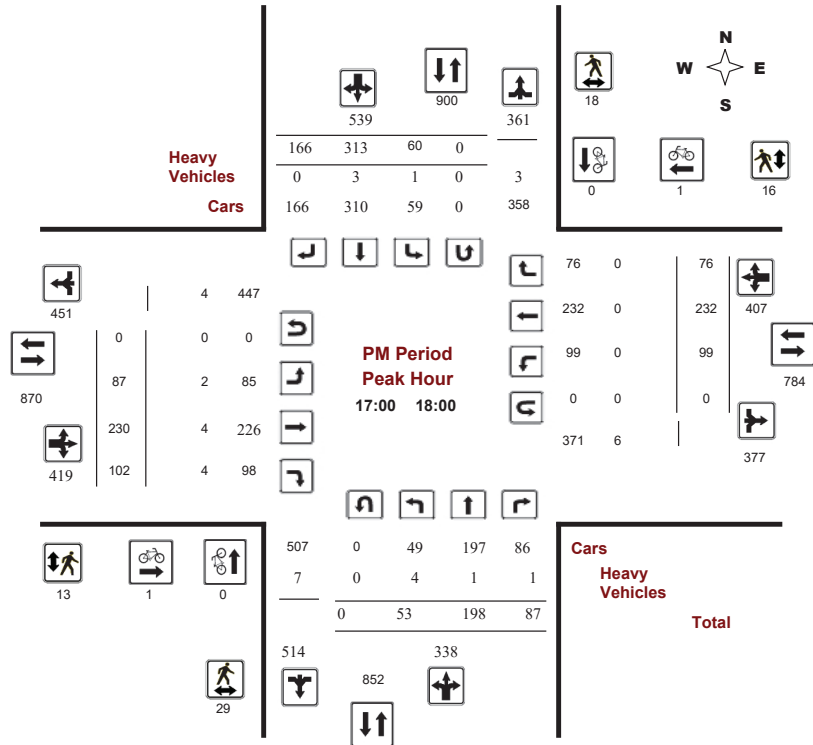 N
W E
S
900
18
539 361
166 313 60 0
Heavy
Vehicles
0 3 1 0 3
0 1 16
Cars 166 310 59 0 358
76 0 76
451 4 447
232 0 232 407
0 0 0
PM Period
Peak Hour
17:00 18:00
99 0 99
784
870 87 2 85
0 0 0
230 4 226
371 6
377
419 102 4 98
507 0 49 197 86 Cars
7 0 4 1 1 Heavy
Vehicles
13 1 0
0 53 198 87 Total
514 338
852
29